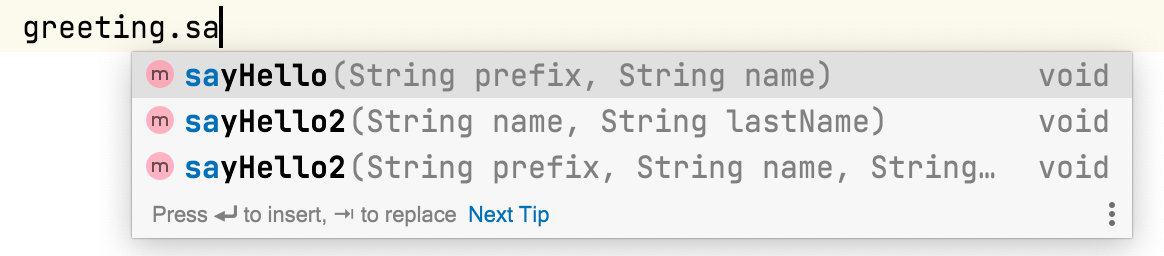 greeting.sa
m sayHello(String prefix, String name) void
m sayHello2(String name, String lastName) void
m sayHello2(String prefix, String name, String… void
Press ↵ to insert, ⇥ to replace Next Tip